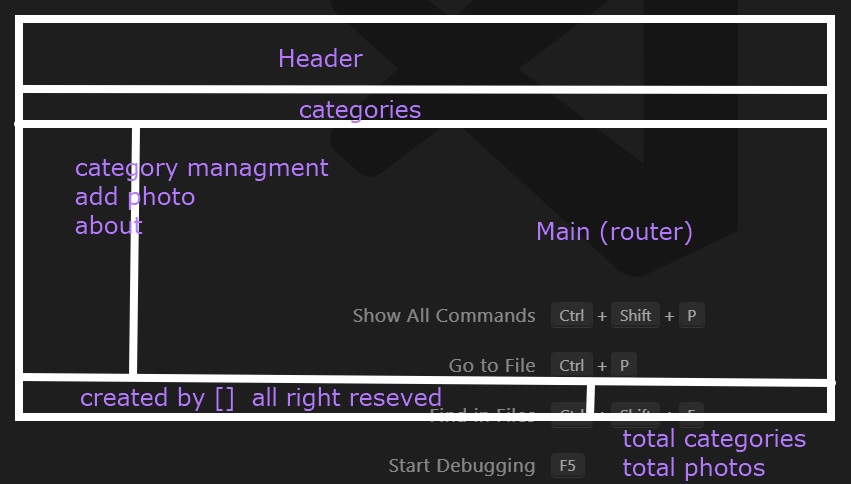 Header
categories
category managment
add photo
about
Main (router)
Show All Commands Ctrl + Shift + P
Go to File Ctrl + P
created by [] all right reseved
Find in Files Ctrl + Shift + F
total categories
total photos
Start Debugging F5